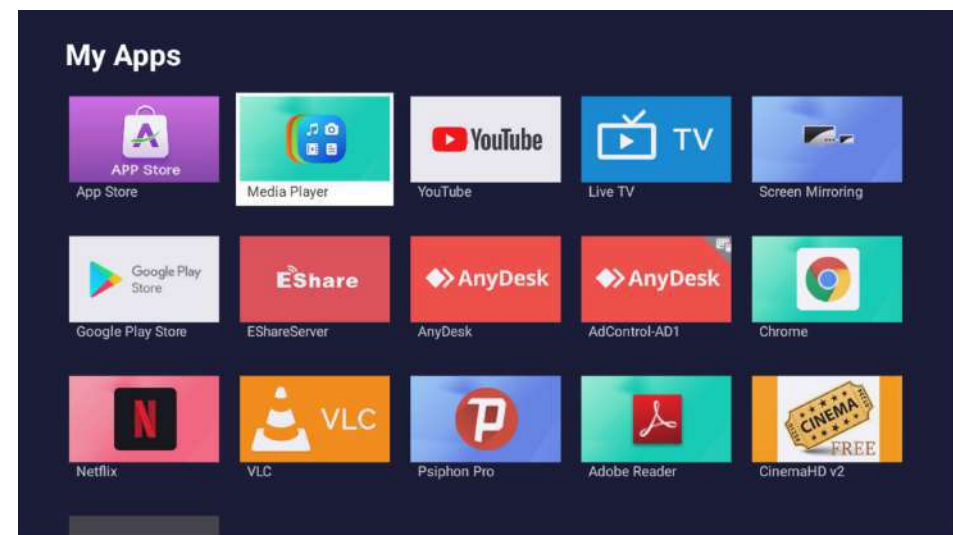 My Apps
APP Store
YouTube
TV
App Store
Media Player
YouTube
Live TV
Screen Mirroring
Google Play
Store
EShare
AnyDesk
AnyDesk
Google Play Store
EShareServer
AnyDesk
AdControl-AD1
Chrome
N
VLC
CINEMA
FREE
Netflix
VLC
Psiphon Pro
Adobe Reader
CinemaHD v2